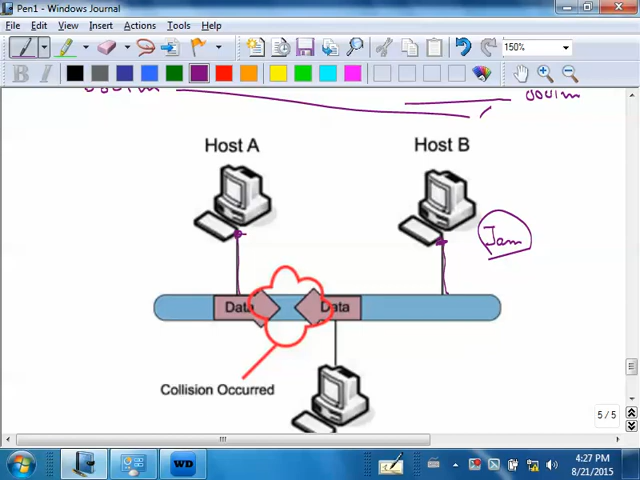 Pen1 - Windows Journal
File Edit View Insert Actions Tools Help
150%
B I
Host A Host B
Jam
Data Data
Collision Occurred
5 / 5
WD
4:27 PM
8/21/2015